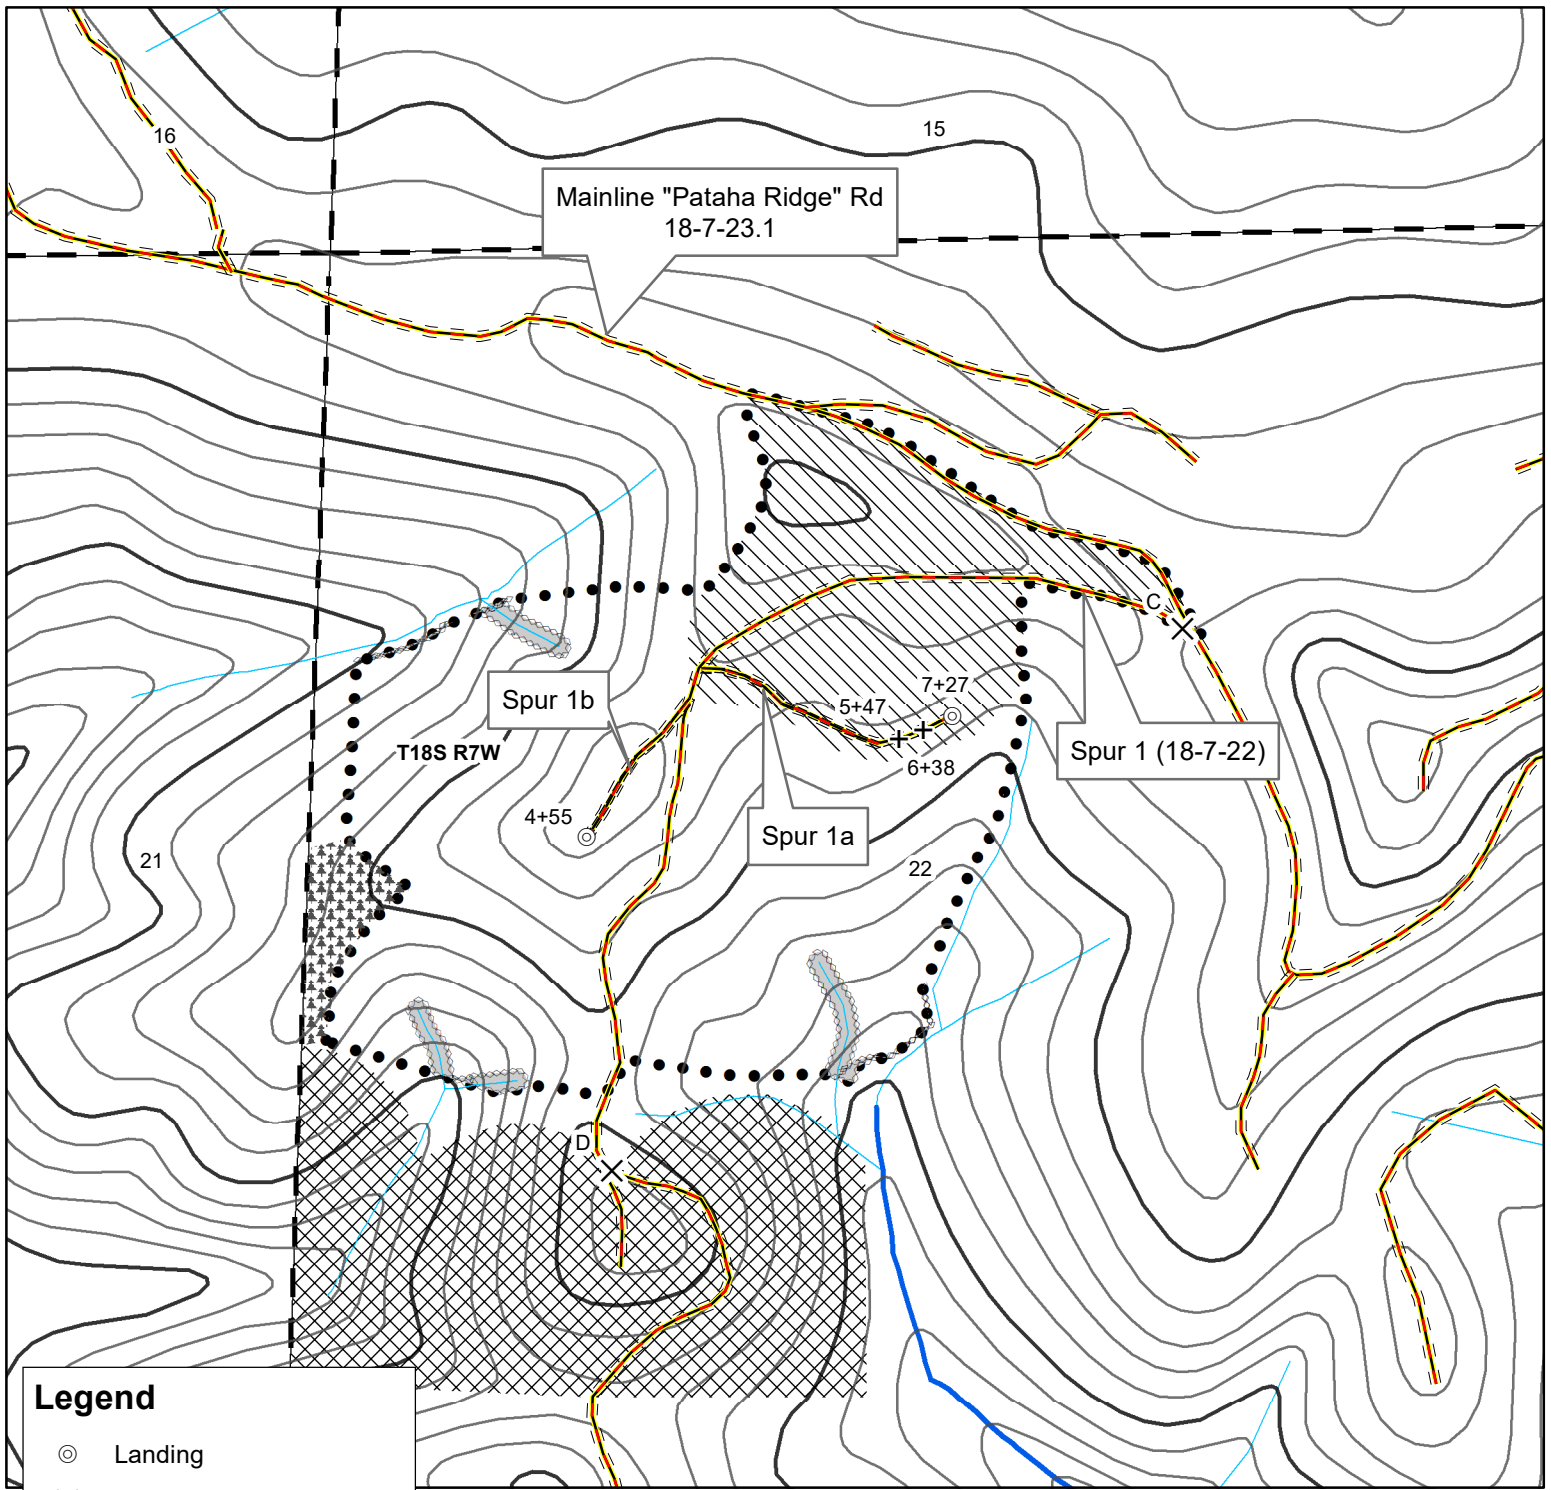 16
15
Mainline "Pataha Ridge" Rd
18-7-23.1
C
7+27
Spur 1b
5+47
T18S R7W
Spur 1 (18-7-22)
6+38
4+55
Spur 1a
21
22
D
Legend
Landing